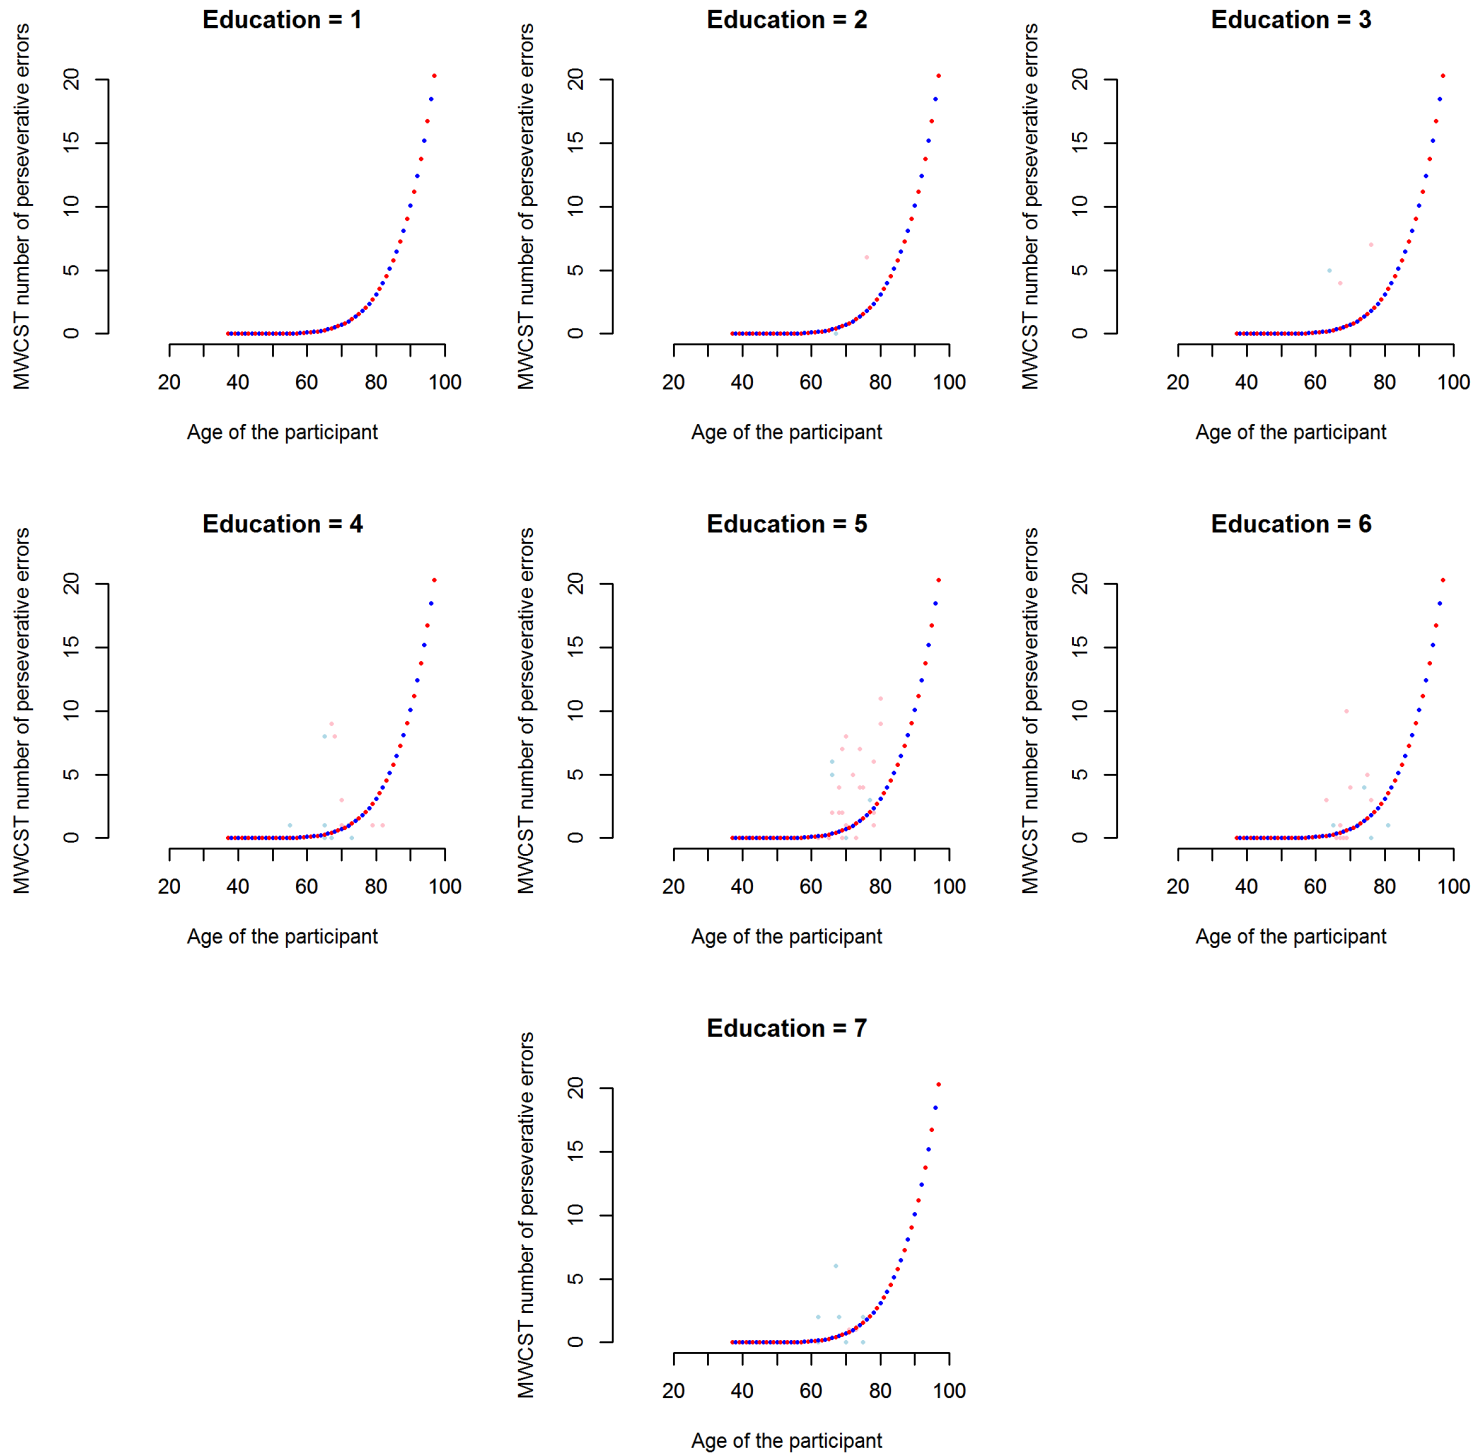 Education = 1
MWCST number of perseverative errors
0 5 10 15 20
20 40 60 80 100
Age of the participant
Education = 2
MWCST number of perseverative errors
0 5 10 15 20
20 40 60 80 100
Age of the participant
Education = 3
MWCST number of perseverative errors
0 5 10 15 20
20 40 60 80 100
Age of the participant
Education = 4
MWCST number of perseverative errors
0 5 10 15 20
20 40 60 80 100
Age of the participant
Education = 5
MWCST number of perseverative errors
0 5 10 15 20
20 40 60 80 100
Age of the participant
Education = 6
MWCST number of perseverative errors
0 5 10 15 20
20 40 60 80 100
Age of the participant
Education = 7
MWCST number of perseverative errors
0 5 10 15 20
20 40 60 80 100
Age of the participant